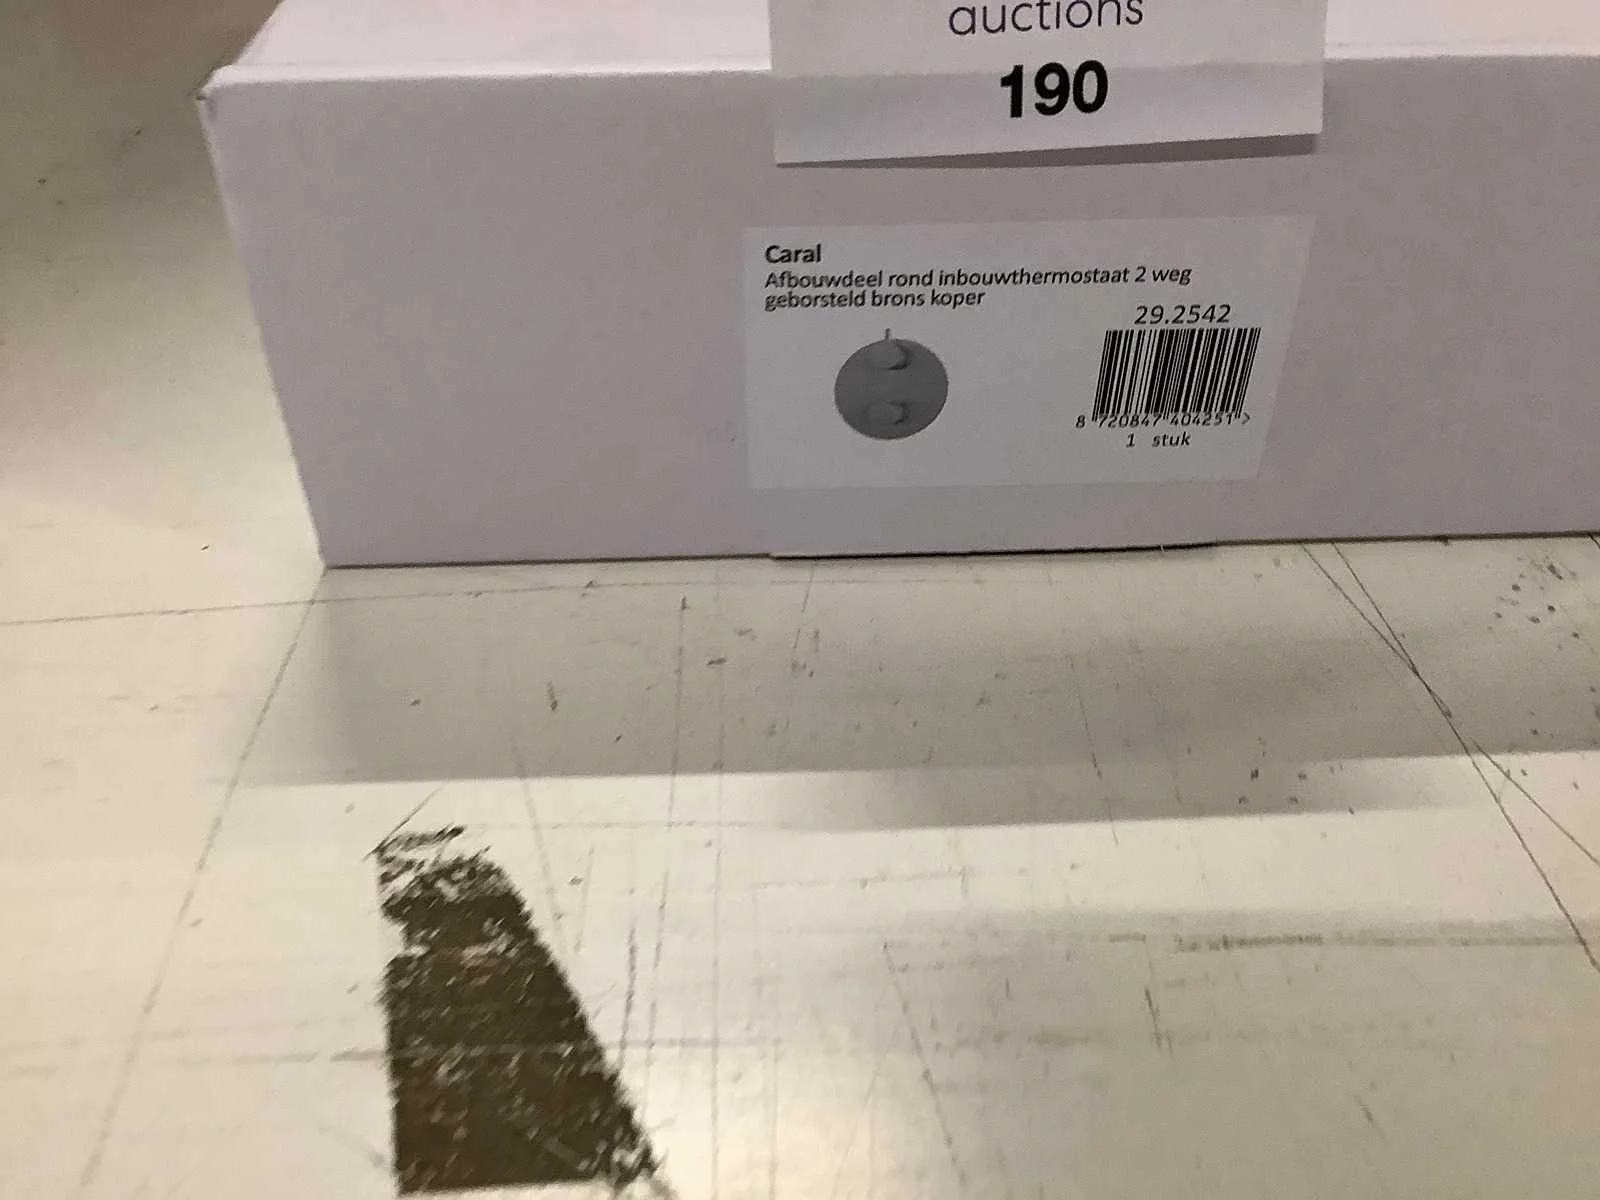 auctions
190
Caral
Afbouwdeel rond inbouwthermostaat 2 weg
geborsteld brons koper
29.2542
8 720847 404251 >
1 stuk